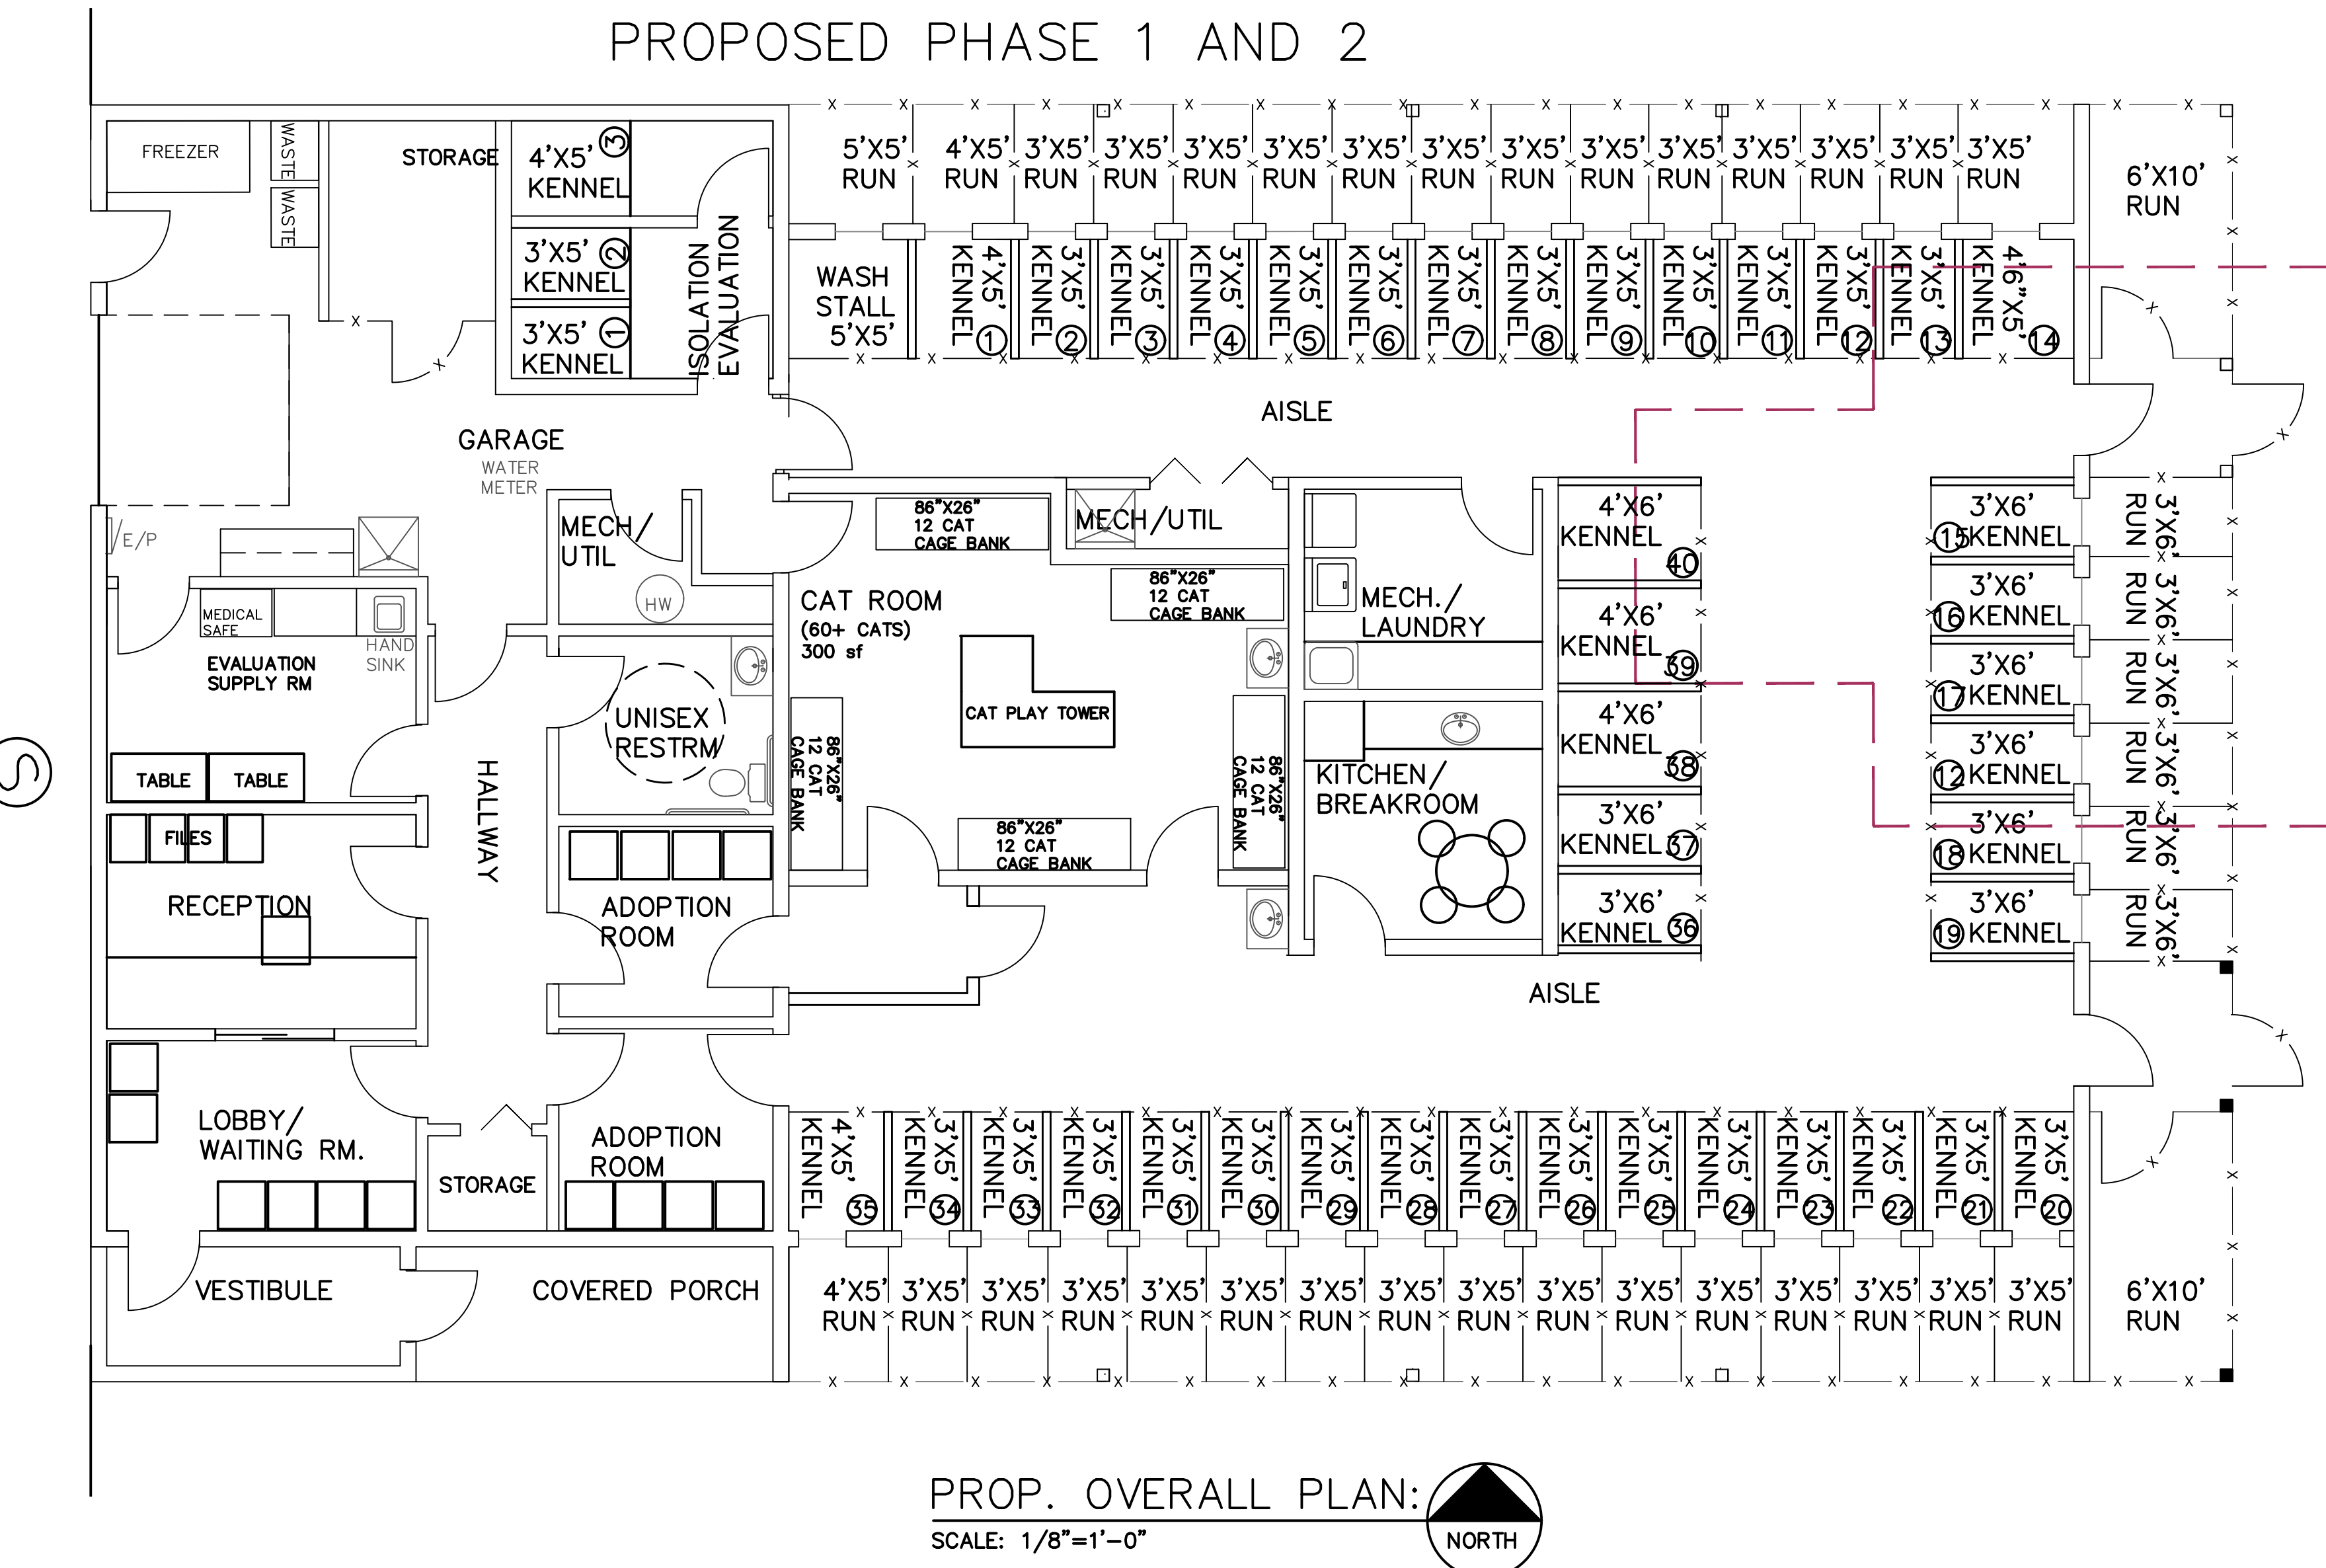 PROPOSED PHASE 1 AND 2
FREEZER
WASTE
WASTE
STORAGE
4'X5'
KENNEL
3
3'X5'
KENNEL
2
3'X5'
KENNEL
1
ISOLATION
EVALUATION
5'X5'
RUN
4'X5'
RUN
3'X5'
RUN
3'X5'
RUN
3'X5'
RUN
3'X5'
RUN
3'X5'
RUN
3'X5'
RUN
3'X5'
RUN
3'X5'
RUN
3'X5'
RUN
3'X5'
RUN
3'X5'
RUN
3'X5'
RUN
3'X5'
RUN
6'X10'
RUN
WASH
STALL
5'X5'
4'X5'
KENNEL
1
3'X5'
KENNEL
2
3'X5'
KENNEL
3
3'X5'
KENNEL
4
3'X5'
KENNEL
5
3'X5'
KENNEL
6
3'X5'
KENNEL
7
3'X5'
KENNEL
8
3'X5'
KENNEL
9
3'X5'
KENNEL
10
3'X5'
KENNEL
11
3'X5'
KENNEL
12
3'X5'
KENNEL
13
4'6"X5'
KENNEL
14
AISLE
GARAGE
WATER
METER
E/P
MECH/
UTIL
HW
MEDICAL
SAFE
HAND
SINK
EVALUATION
SUPPLY RM
TABLE
TABLE
FILES
RECEPTION
HALLWAY
UNISEX
RESTRM
ADOPTION
ROOM
86"X26"
12 CAT
CAGE BANK
MECH/UTIL
86"X26"
12 CAT
CAGE BANK
CAT ROOM
(60+ CATS)
300 sf
CAT PLAY TOWER
86"X26"
12 CAT
CAGE BANK
86"X26"
12 CAT
CAGE BANK
86"X26"
12 CAT
CAGE BANK
MECH./
LAUNDRY
KITCHEN/
BREAKROOM
4'X6'
KENNEL
40
4'X6'
KENNEL
39
4'X6'
KENNEL
38
3'X6'
KENNEL
37
3'X6'
KENNEL
36
3'X6'
15 KENNEL
3'X6'
16 KENNEL
3'X6'
17 KENNEL
3'X6'
12 KENNEL
3'X6'
18 KENNEL
3'X6'
19 KENNEL
3'X6'
RUN
3'X6'
RUN
3'X6'
RUN
3'X6'
RUN
3'X6'
RUN
3'X6'
RUN
AISLE
LOBBY/
WAITING RM.
STORAGE
ADOPTION
ROOM
4'X5'
KENNEL
35
3'X5'
KENNEL
34
3'X5'
KENNEL
33
3'X5'
KENNEL
32
3'X5'
KENNEL
31
3'X5'
KENNEL
30
3'X5'
KENNEL
29
3'X5'
KENNEL
28
3'X5'
KENNEL
27
3'X5'
KENNEL
26
3'X5'
KENNEL
25
3'X5'
KENNEL
24
3'X5'
KENNEL
23
3'X5'
KENNEL
22
3'X5'
KENNEL
21
3'X5'
KENNEL
20
VESTIBULE
COVERED PORCH
4'X5'
RUN
3'X5'
RUN
3'X5'
RUN
3'X5'
RUN
3'X5'
RUN
3'X5'
RUN
3'X5'
RUN
3'X5'
RUN
3'X5'
RUN
3'X5'
RUN
3'X5'
RUN
3'X5'
RUN
3'X5'
RUN
3'X5'
RUN
3'X5'
RUN
3'X5'
RUN
6'X10'
RUN
PROP. OVERALL PLAN:
SCALE: 1/8"=1'-0"
NORTH